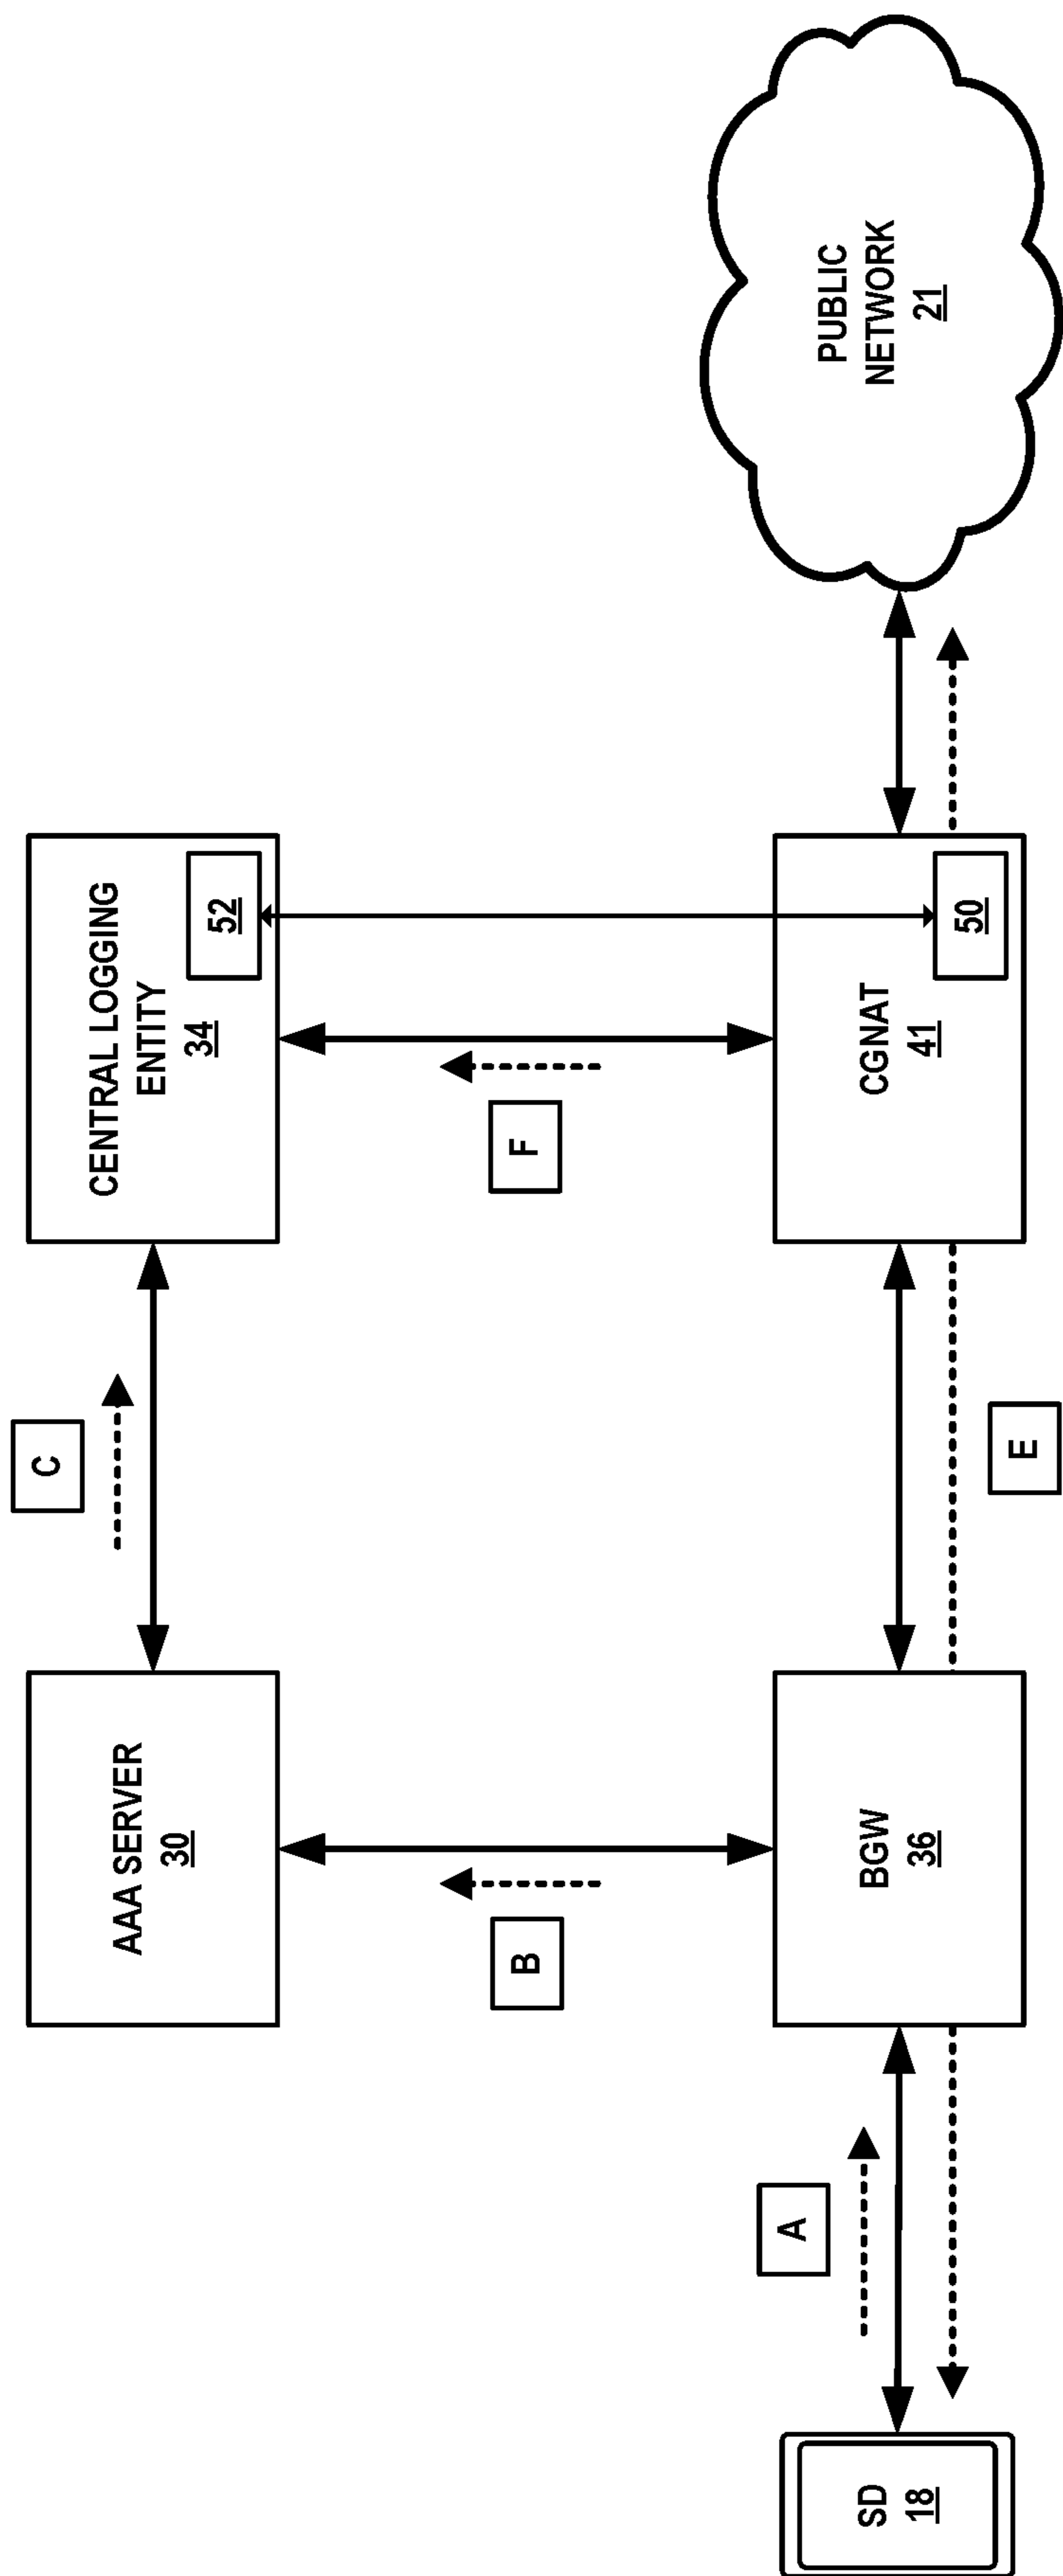 C
AAA SERVER
30
CENTRAL LOGGING
ENTITY
34
52
B
F
A
SD
18
BGW
36
CGNAT
41
50
PUBLIC
NETWORK
21
E